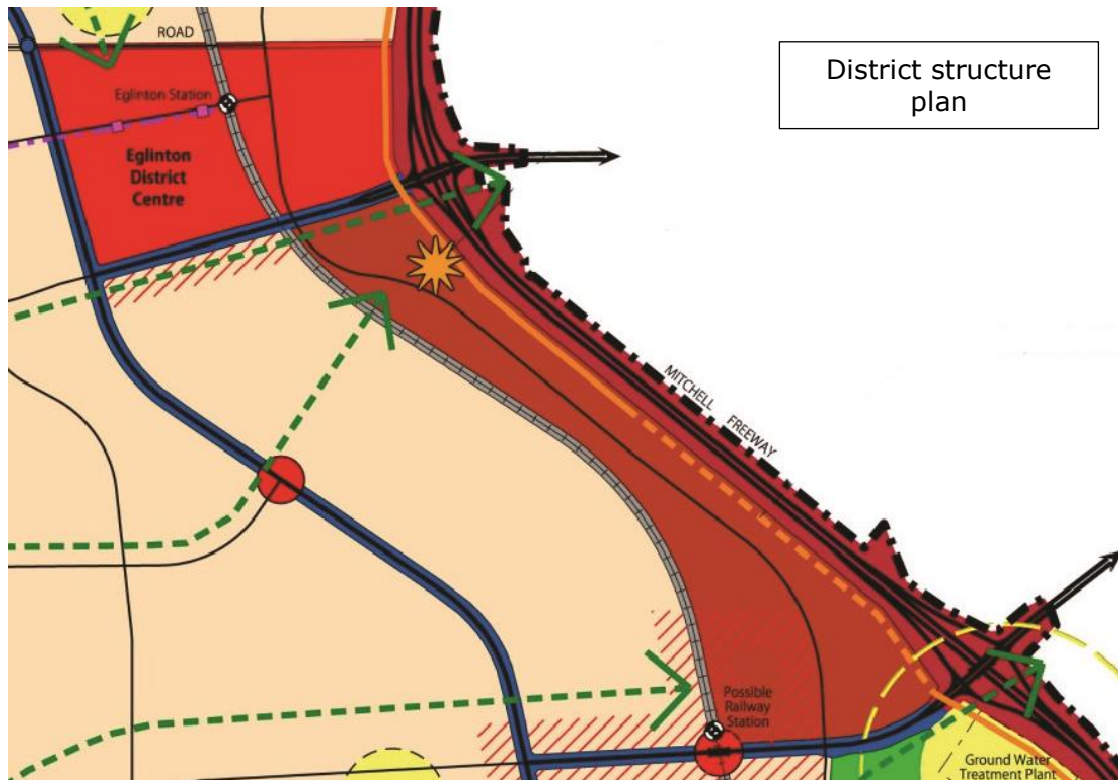 District structure
plan
ROAD
Eglinton Station
Eglinton
District
Centre
MITCHELL FREEWAY
Possible
Railway
Station
Ground Water
Treatment Plant